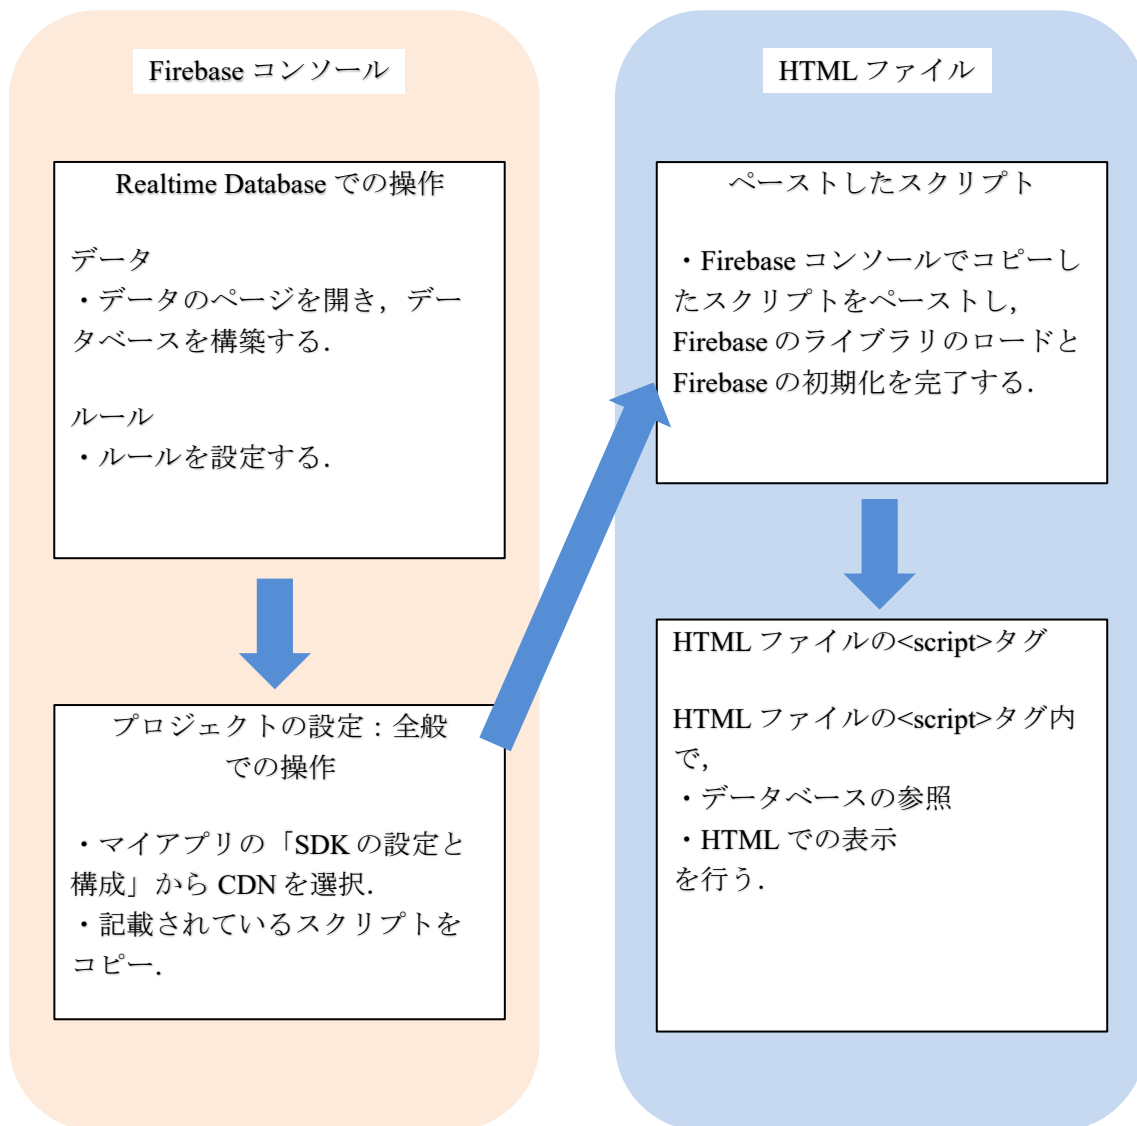 Firebase コンソール
Realtime Database での操作
データ
・データのページを開き，デー
タベースを構築する．
ルール
・ルールを設定する．
プロジェクトの設定：全般
での操作
・マイアプリの「SDK の設定と
構成」から CDN を選択．
・記載されているスクリプトを
コピー．
HTML ファイル
ペーストしたスクリプト
・Firebase コンソールでコピーし
たスクリプトをペーストし，
Firebase のライブラリのロードと
Firebase の初期化を完了する．
HTML ファイルの<script>タグ
HTML ファイルの<script>タグ内
で，
・データベースの参照
・HTML での表示
を行う．